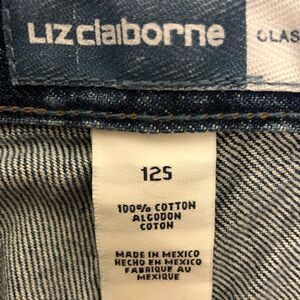 Liz claiborne
CLAS
12S
100% COTTON
ALGODON
COTON
MADE IN MEXICO
HECHO EN MEXICO
FABRIQUE AU
MEXIQUE